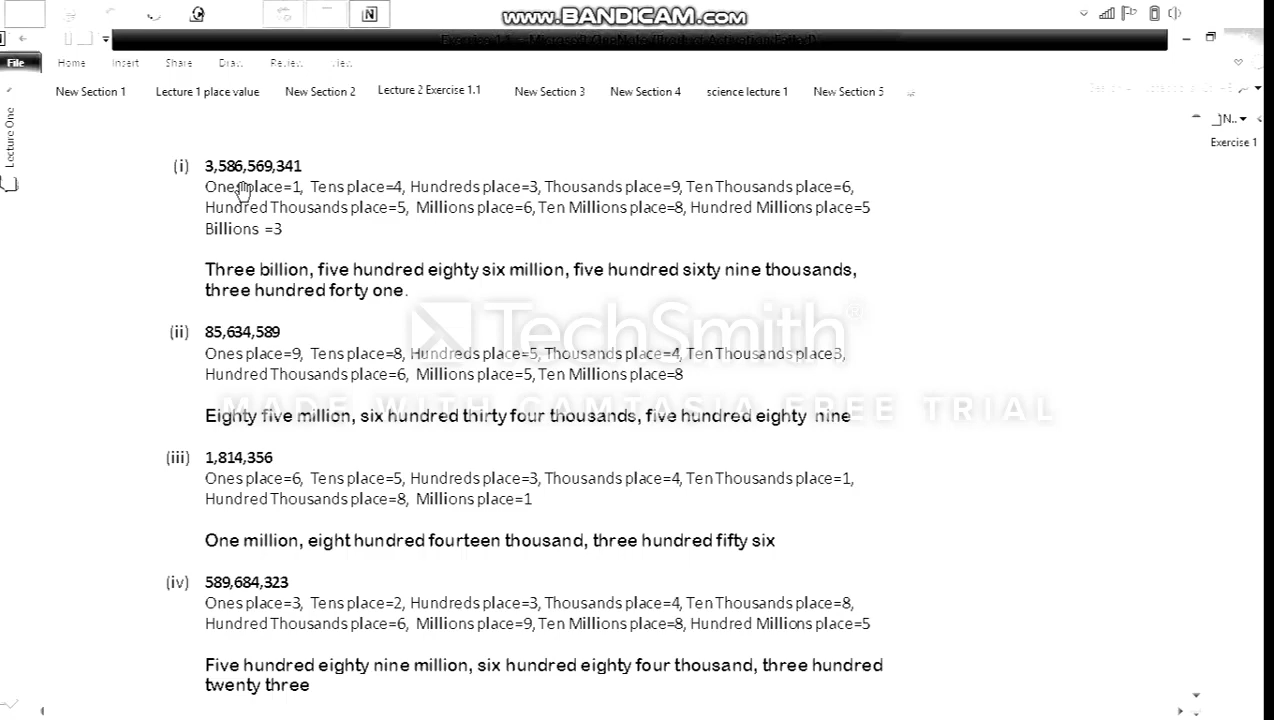 www.BANDICAM.com
File Home Insert Share Draw Review View
New Section 1 Lecture 1 place value New Section 2 Lecture 2 Exercise 1.1 New Section 3 New Section 4 science lecture 1 New Section 5
Lecture One
N..
Exercise 1
(i) 3,586,569,341
Ones place=1, Tens place=4, Hundreds place=3, Thousands place=9, Ten Thousands place=6,
Hundred Thousands place=5, Millions place=6, Ten Millions place=8, Hundred Millions place=5
Billions =3
Three billion, five hundred eighty six million, five hundred sixty nine thousands,
three hundred forty one.
TechSmith®
(ii) 85,634,589
Ones place=9, Tens place=8, Hundreds place=5, Thousands place=4, Ten Thousands place3,
Hundred Thousands place=6, Millions place=5, Ten Millions place=8
MADE WITH CAMTASIA FREE TRIAL
Eighty five million, six hundred thirty four thousands, five hundred eighty nine
(iii) 1,814,356
Ones place=6, Tens place=5, Hundreds place=3, Thousands place=4, Ten Thousands place=1,
Hundred Thousands place=8, Millions place=1
One million, eight hundred fourteen thousand, three hundred fifty six
(iv) 589,684,323
Ones place=3, Tens place=2, Hundreds place=3, Thousands place=4, Ten Thousands place=8,
Hundred Thousands place=6, Millions place=9, Ten Millions place=8, Hundred Millions place=5
Five hundred eighty nine million, six hundred eighty four thousand, three hundred
twenty three